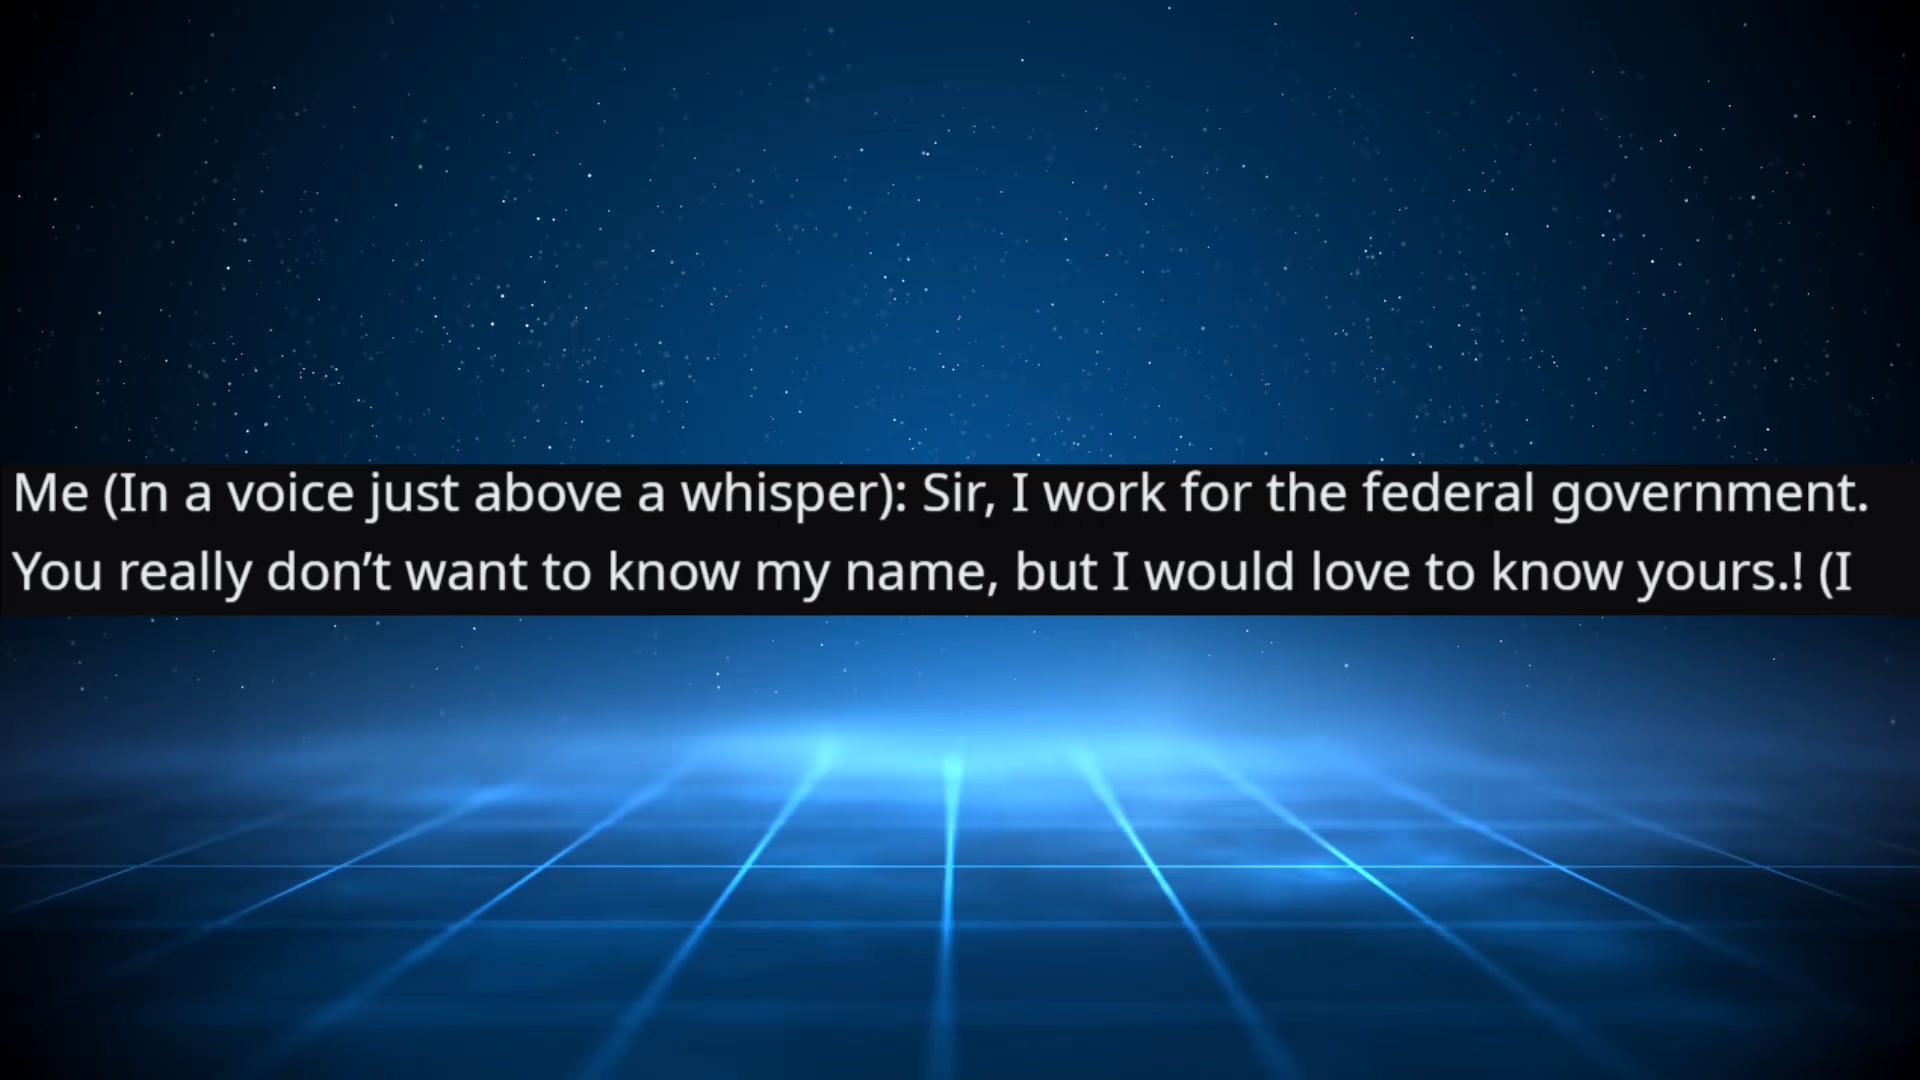 Me (In a voice just above a whisper): Sir, I work for the federal government.
You really don’t want to know my name, but I would love to know yours.! (I